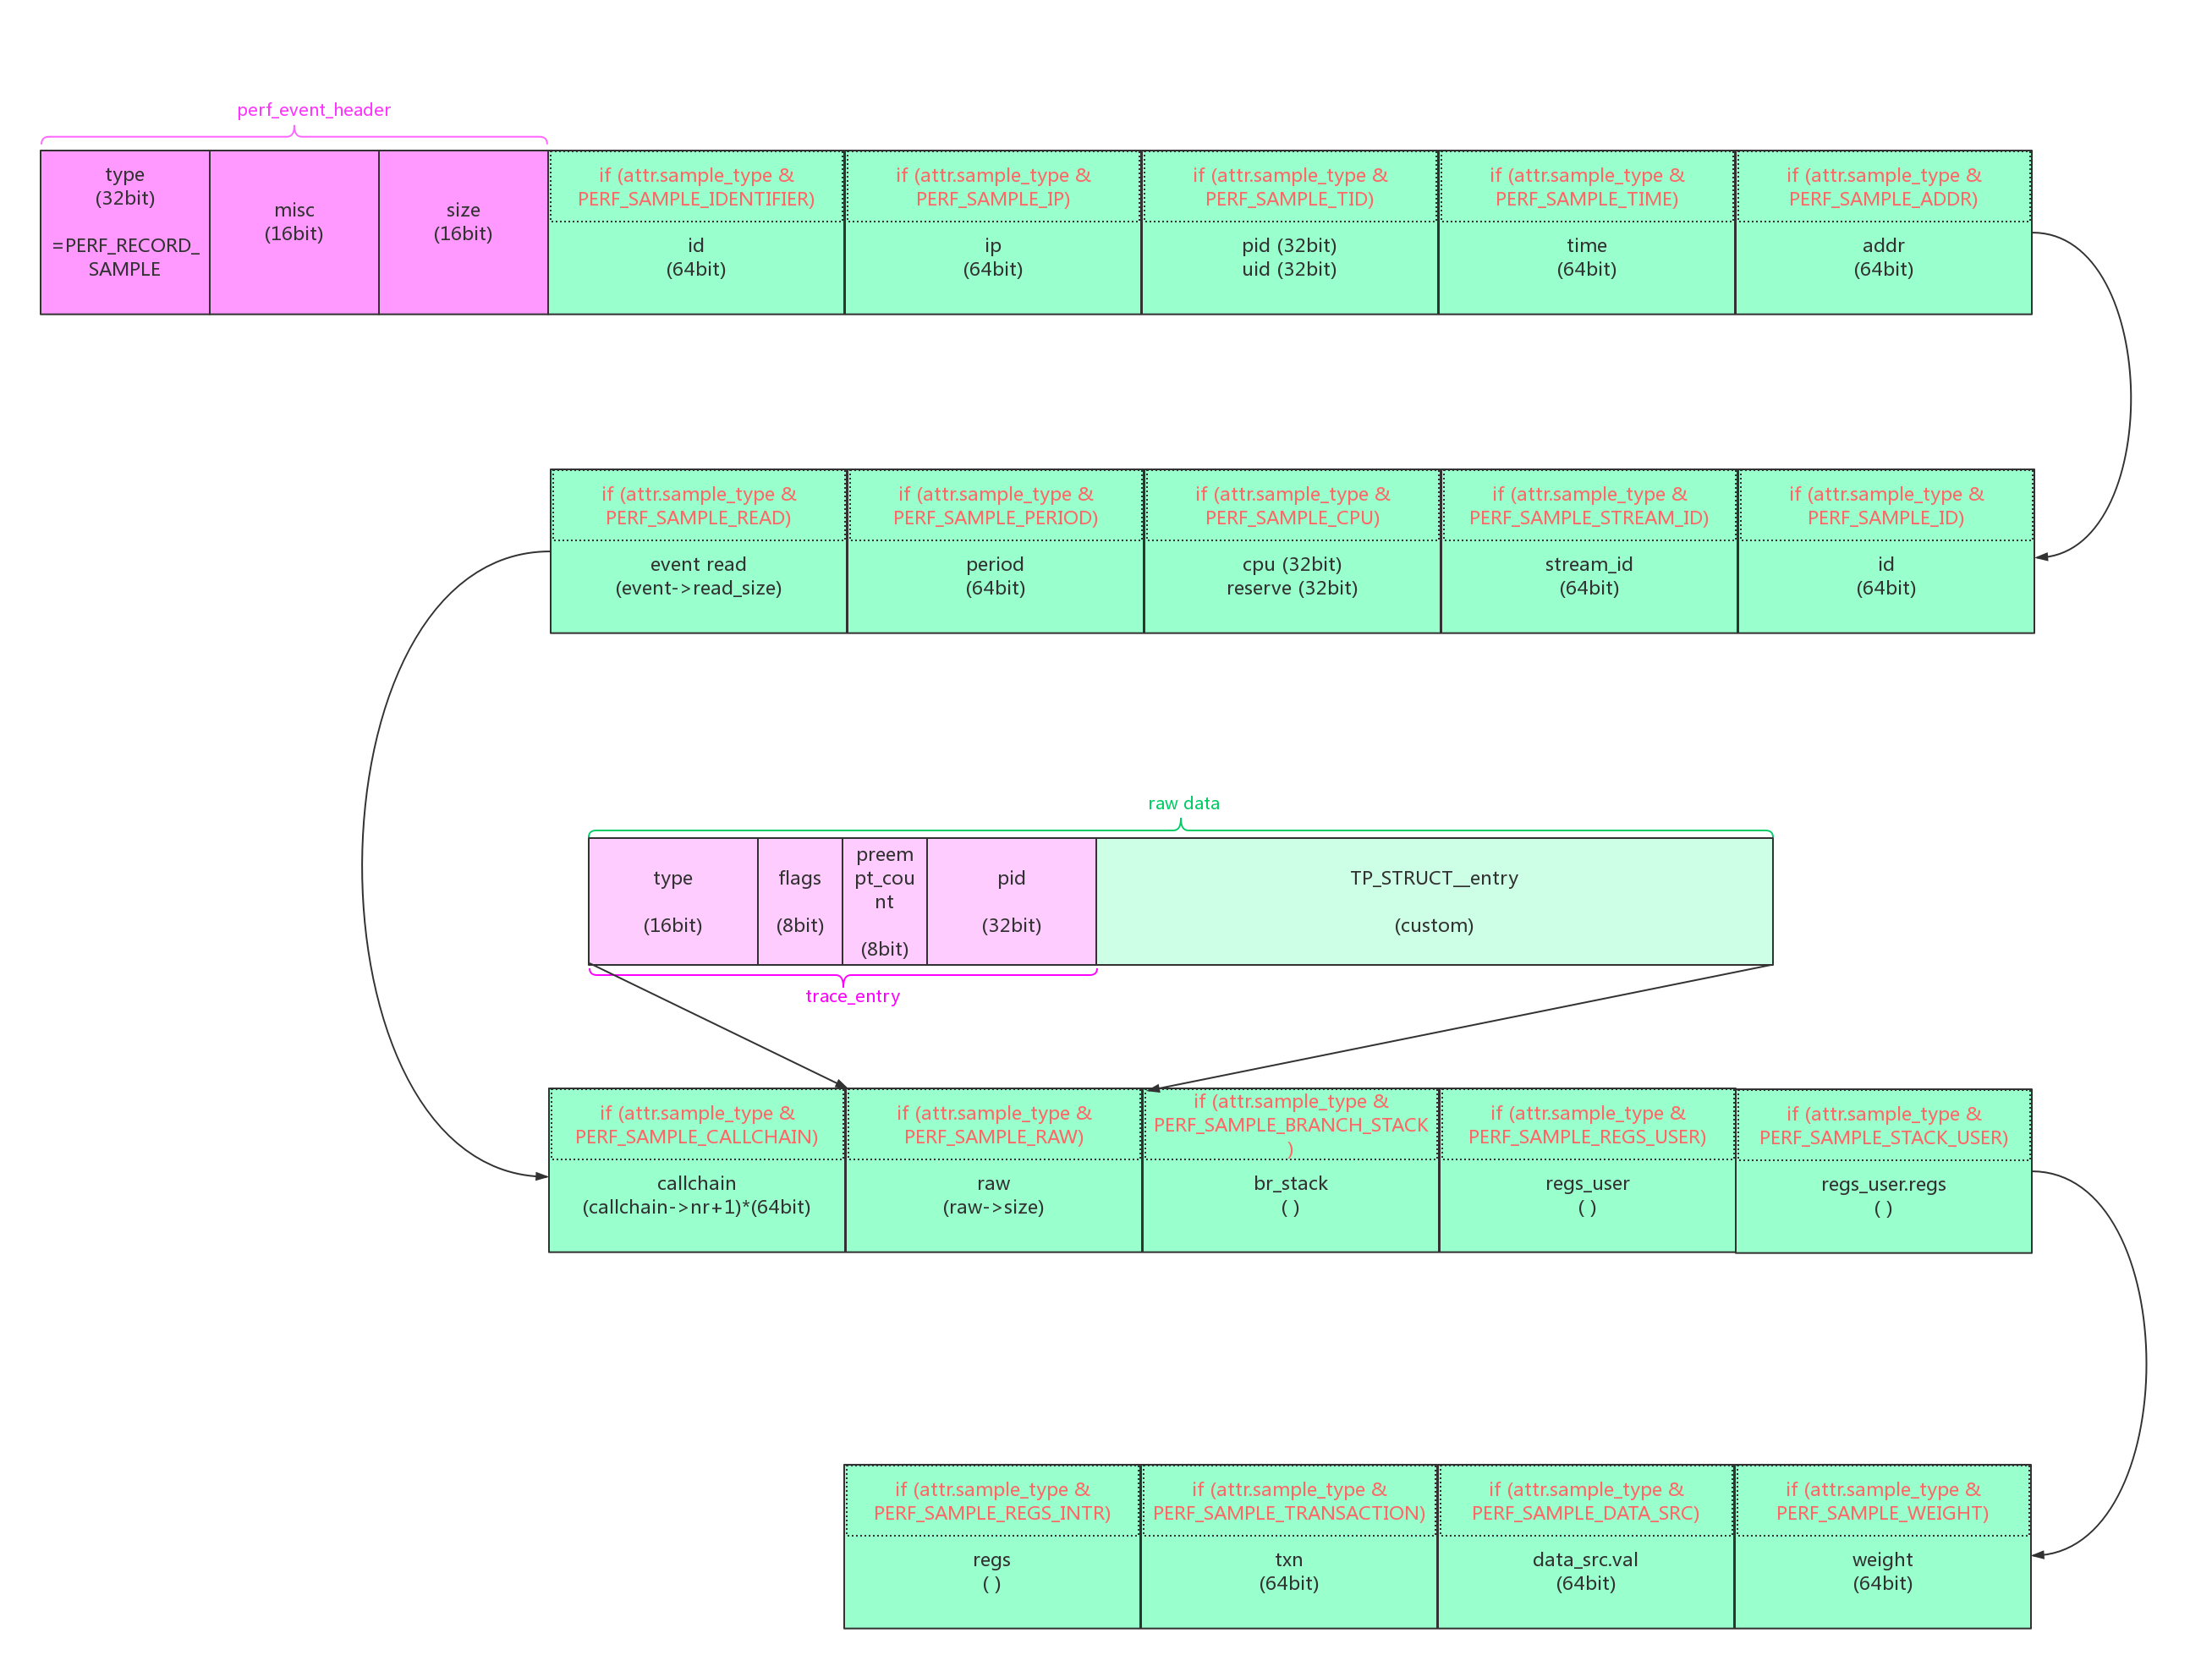 perf_event_header
type
(32bit)
=PERF_RECORD_
SAMPLE
misc
(16bit)
size
(16bit)
if (attr.sample_type &
PERF_SAMPLE_IDENTIFIER)
id
(64bit)
if (attr.sample_type &
PERF_SAMPLE_IP)
ip
(64bit)
if (attr.sample_type &
PERF_SAMPLE_TID)
pid (32bit)
uid (32bit)
if (attr.sample_type &
PERF_SAMPLE_TIME)
time
(64bit)
if (attr.sample_type &
PERF_SAMPLE_ADDR)
addr
(64bit)
if (attr.sample_type &
PERF_SAMPLE_READ)
event read
(event->read_size)
if (attr.sample_type &
PERF_SAMPLE_PERIOD)
period
(64bit)
if (attr.sample_type &
PERF_SAMPLE_CPU)
cpu (32bit)
reserve (32bit)
if (attr.sample_type &
PERF_SAMPLE_STREAM_ID)
stream_id
(64bit)
if (attr.sample_type &
PERF_SAMPLE_ID)
id
(64bit)
raw data
type
(16bit)
flags
(8bit)
preem
pt_cou
nt
(8bit)
pid
(32bit)
TP_STRUCT__entry
(custom)
trace_entry
if (attr.sample_type &
PERF_SAMPLE_CALLCHAIN)
callchain
(callchain->nr+1)*(64bit)
if (attr.sample_type &
PERF_SAMPLE_RAW)
raw
(raw->size)
if (attr.sample_type &
PERF_SAMPLE_BRANCH_STACK
)
br_stack
( )
if (attr.sample_type &
PERF_SAMPLE_REGS_USER)
regs_user
( )
if (attr.sample_type &
PERF_SAMPLE_STACK_USER)
regs_user.regs
( )
if (attr.sample_type &
PERF_SAMPLE_REGS_INTR)
regs
( )
if (attr.sample_type &
PERF_SAMPLE_TRANSACTION)
txn
(64bit)
if (attr.sample_type &
PERF_SAMPLE_DATA_SRC)
data_src.val
(64bit)
if (attr.sample_type &
PERF_SAMPLE_WEIGHT)
weight
(64bit)